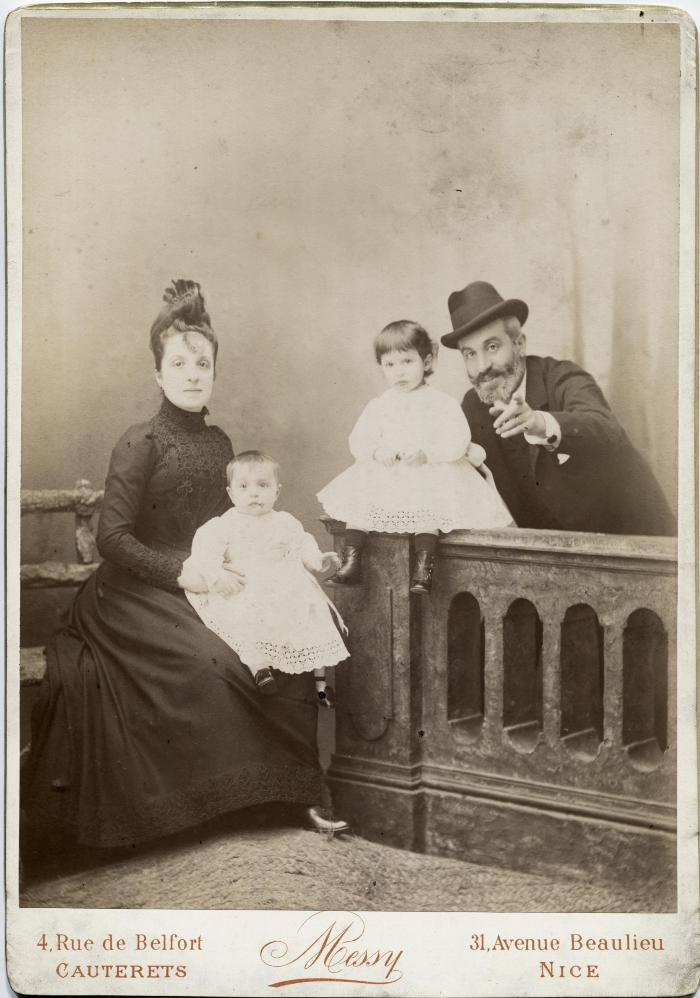 4, Rue de Belfort
CAUTERETS
Messy
31, Avenue Beaulieu
NICE